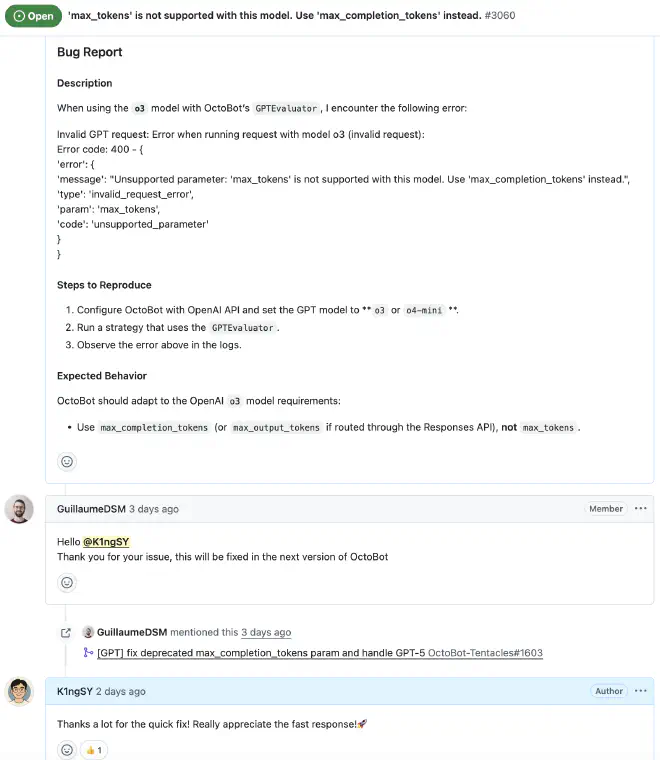 Open 'max_tokens' is not supported with this model. Use 'max_completion_tokens' instead. #3060
Bug Report
Description
When using the o3 model with OctoBot's GPTEvaluator, I encounter the following error:
Invalid GPT request: Error when running request with model o3 (invalid request):
Error code: 400 - {
'error': {
'message': "Unsupported parameter: 'max_tokens' is not supported with this model. Use 'max_completion_tokens' instead.",
'type': 'invalid_request_error',
'param': 'max_tokens',
'code': 'unsupported_parameter'
}
}
Steps to Reproduce
1. Configure OctoBot with OpenAI API and set the GPT model to ** o3 or o4-mini **.
2. Run a strategy that uses the GPTEvaluator.
3. Observe the error above in the logs.
Expected Behavior
OctoBot should adapt to the OpenAI o3 model requirements:
• Use max_completion_tokens (or max_output_tokens if routed through the Responses API), not max_tokens.
GuillaumeDSM 3 days ago Member ...
Hello @K1ngSY
Thank you for your issue, this will be fixed in the next version of OctoBot
GuillaumeDSM mentioned this 3 days ago
[GPT] fix deprecated max_completion_tokens param and handle GPT-5 OctoBot-Tentacles#1603
K1ngSY 2 days ago Author ...
Thanks a lot for the quick fix! Really appreciate the fast response!🚀
👍 1